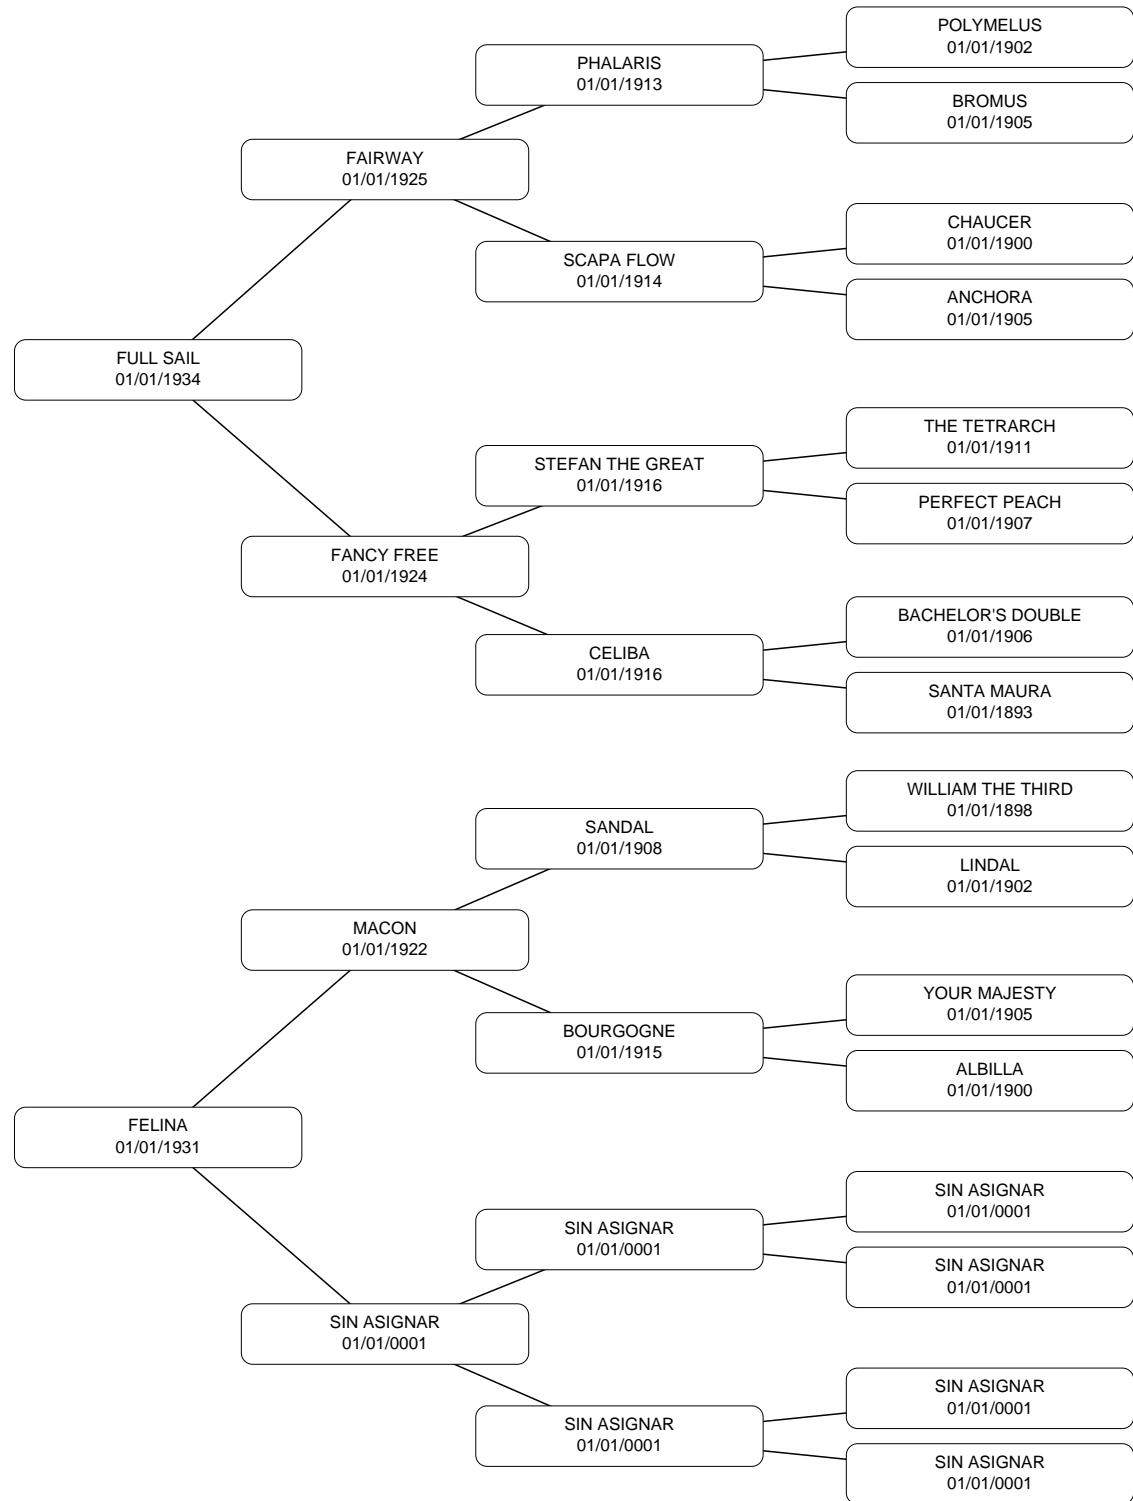 POLYMELUS
01/01/1902
PHALARIS
01/01/1913
BROMUS
01/01/1905
FAIRWAY
01/01/1925
CHAUCER
01/01/1900
SCAPA FLOW
01/01/1914
ANCHORA
01/01/1905
FULL SAIL
01/01/1934
THE TETRARCH
01/01/1911
STEFAN THE GREAT
01/01/1916
PERFECT PEACH
01/01/1907
FANCY FREE
01/01/1924
BACHELOR'S DOUBLE
01/01/1906
CELIBA
01/01/1916
SANTA MAURA
01/01/1893
WILLIAM THE THIRD
01/01/1898
SANDAL
01/01/1908
LINDAL
01/01/1902
MACON
01/01/1922
YOUR MAJESTY
01/01/1905
BOURGOGNE
01/01/1915
ALBILLA
01/01/1900
FELINA
01/01/1931
SIN ASIGNAR
01/01/0001
SIN ASIGNAR
01/01/0001
SIN ASIGNAR
01/01/0001
SIN ASIGNAR
01/01/0001
SIN ASIGNAR
01/01/0001
SIN ASIGNAR
01/01/0001
SIN ASIGNAR
01/01/0001